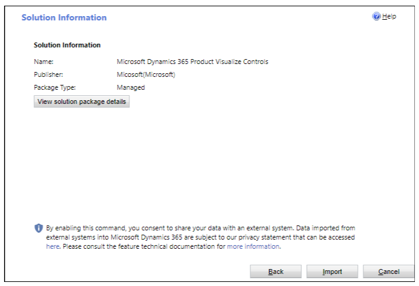 Solution Information
Help
Solution Information
Name: Microsoft Dynamics 365 Product Visualize Controls
Publisher: Micosoft(Microsoft)
Package Type: Managed
View solution package details
By enabling this command, you consent to share your data with an external system. Data imported from
external systems into Microsoft Dynamics 365 are subject to our privacy statement that can be accessed
here. Please consult the feature technical documentation for more information.
Back Import Cancel